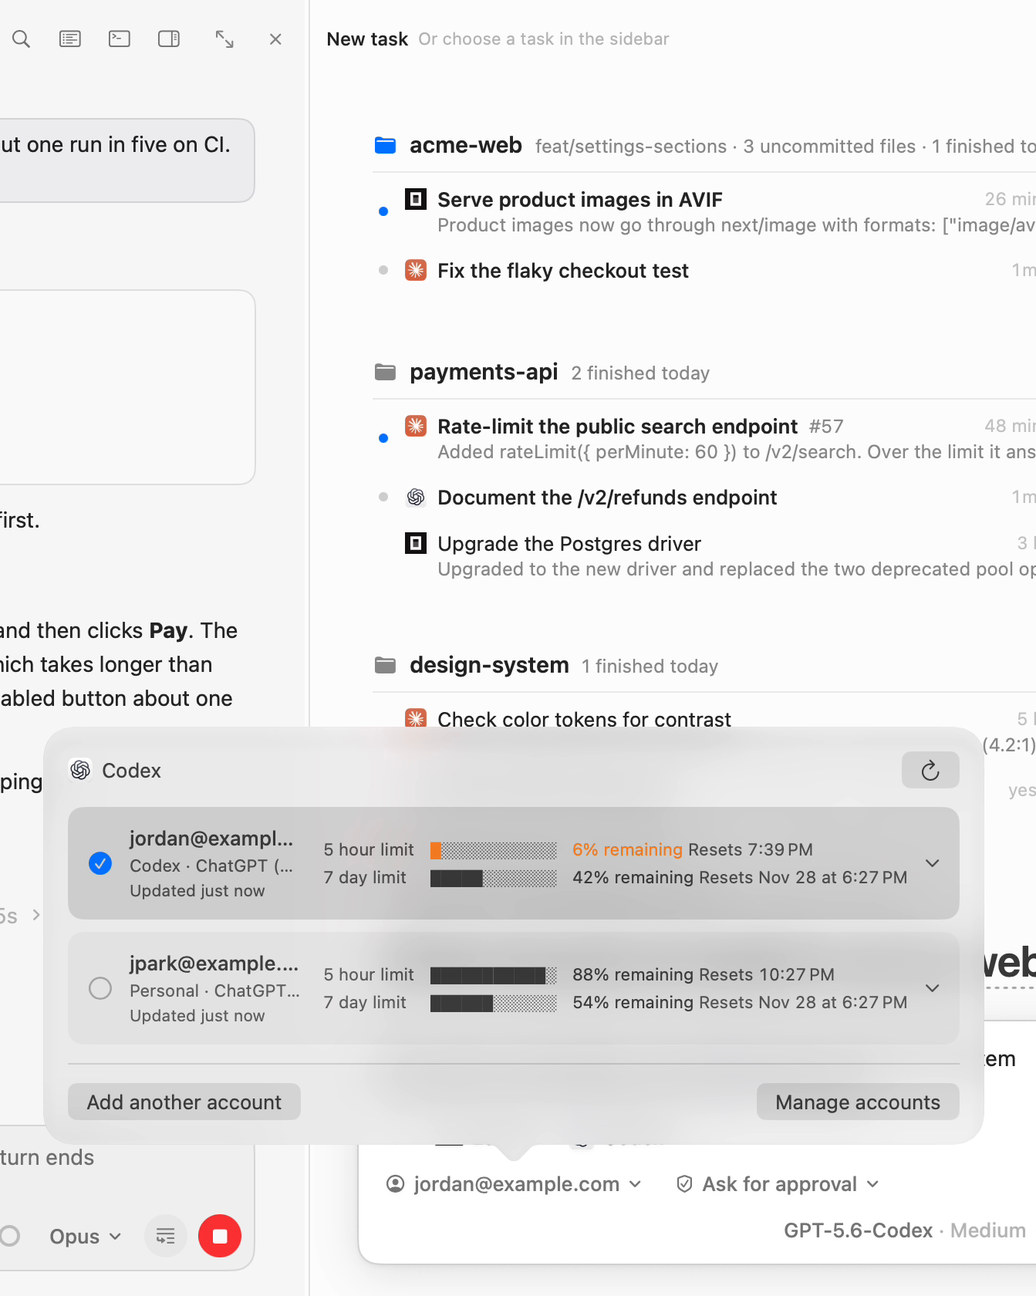 ut one run in five on CI.
first.
and then clicks Pay. The
hich takes longer than
abled button about one
ping
5s
turn ends
Opus
New task Or choose a task in the sidebar
acme-web feat/settings-sections · 3 uncommitted files · 1 finished to
Serve product images in AVIF 26 min
Product images now go through next/image with formats: ["image/av
Fix the flaky checkout test 1m
payments-api 2 finished today
Rate-limit the public search endpoint #57 48 min
Added rateLimit({ perMinute: 60 }) to /v2/search. Over the limit it ans
Document the /v2/refunds endpoint 1m
Upgrade the Postgres driver 3 h
Upgraded to the new driver and replaced the two deprecated pool op
design-system 1 finished today
Check color tokens for contrast 5 h
(4.2:1)
yes
Codex
jordan@exampl...
Codex · ChatGPT (...
Updated just now
5 hour limit 6% remaining Resets 7:39 PM
7 day limit 42% remaining Resets Nov 28 at 6:27 PM
jpark@example....
Personal · ChatGPT...
Updated just now
5 hour limit 88% remaining Resets 10:27 PM
7 day limit 54% remaining Resets Nov 28 at 6:27 PM
Add another account Manage accounts
web
tem
jordan@example.com Ask for approval
GPT-5.6-Codex · Medium